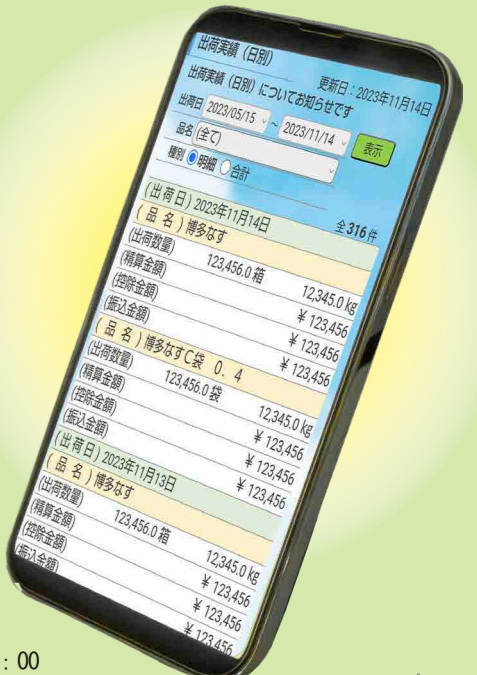 出荷実績（日別）
更新日：2023年11月14日
出荷実績（日別）についてお知らせです
出荷日 2023/05/15 ～ 2023/11/14 表示
品名 (全て)
種別 明細 合計
全316件
(出荷日) 2023年11月14日
( 品 名 ) 博多なす
(出荷数量) 123,456.0 箱 12,345.0 kg
(精算金額) ¥ 123,456
(控除金額) ¥ 123,456
(振込金額) ¥ 123,456
( 品 名 ) 博多なすC袋 0．4
(出荷数量) 123,456.0 袋 12,345.0 kg
(精算金額) ¥ 123,456
(控除金額) ¥ 123,456
(振込金額) ¥ 123,456
(出荷日) 2023年11月13日
( 品 名 ) 博多なす
(出荷数量) 123,456.0 箱 12,345.0 kg
(精算金額) ¥ 123,456
(控除金額) ¥ 123,456
(振込金額) ¥ 123,456
：00